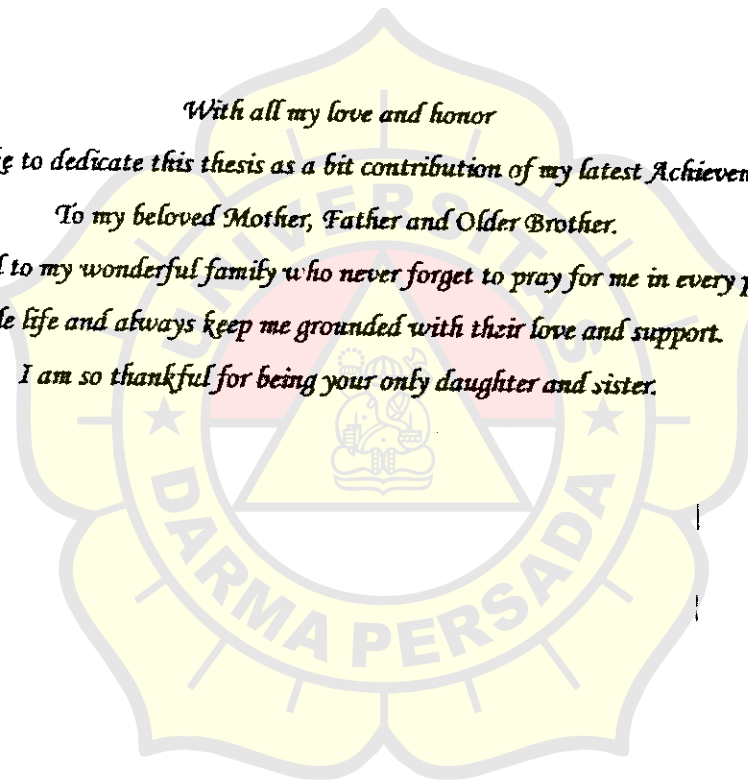 With all my love and honor
to dedicate this thesis as a bit contribution of my latest
To my beloved Mother, Father and Older Brother.
to my wonderful family who never forget to pray for me in every
life and always keep me grounded with their love and support.
I am so thankful for being your only daughter and sister.
UNIVERSITAS
DARMA PERSADA